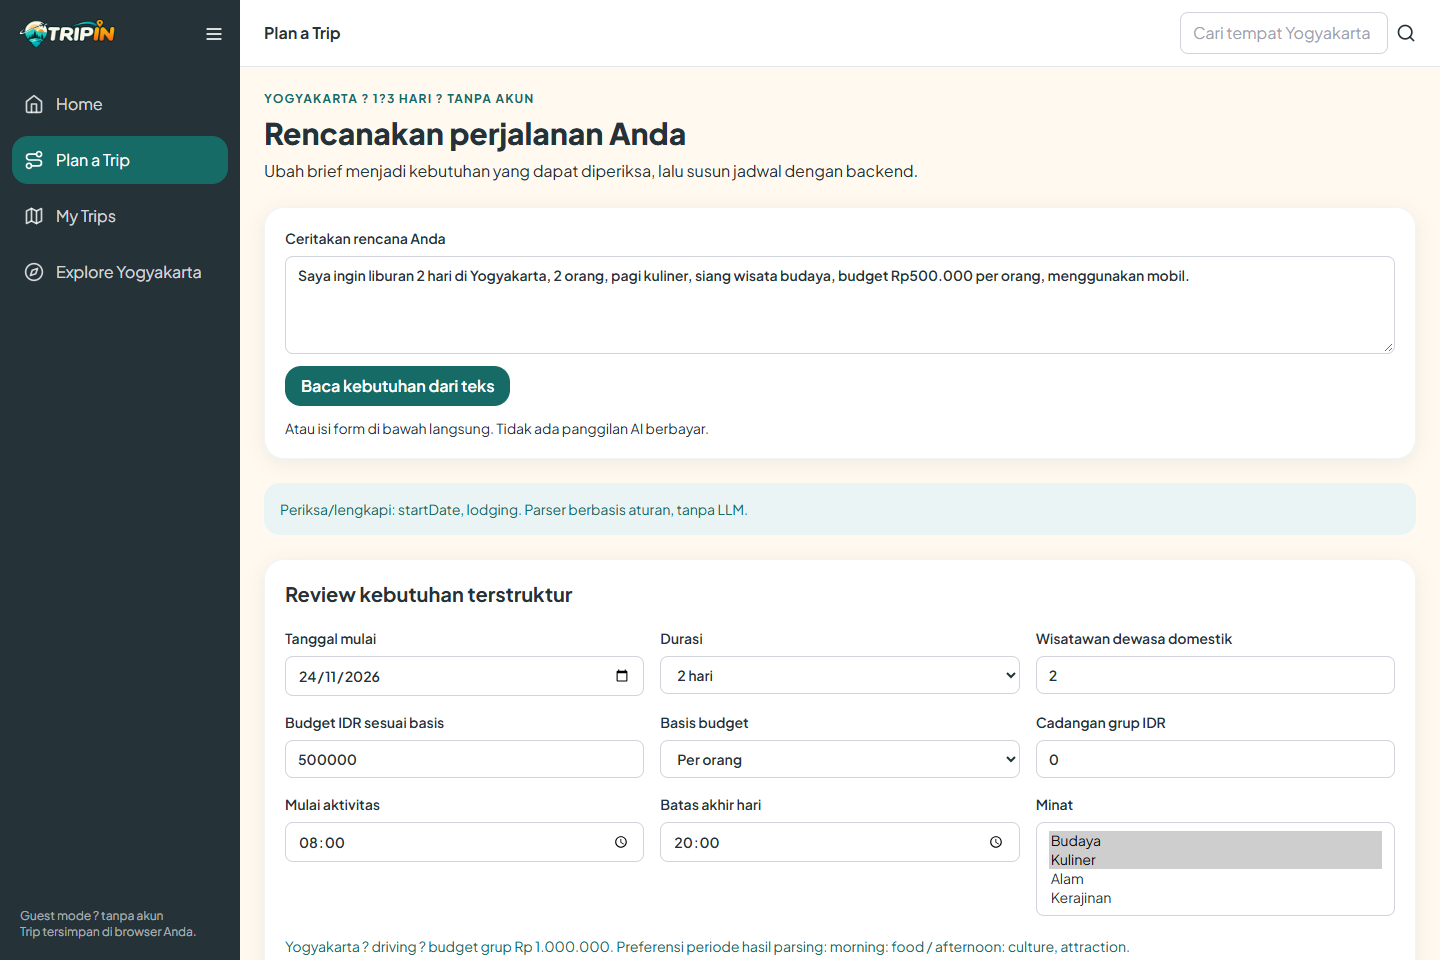 TRIPIN
Home
Plan a Trip
My Trips
Explore Yogyakarta
Guest mode ? tanpa akun
Trip tersimpan di browser Anda.
Plan a Trip
Cari tempat Yogyakarta
YOGYAKARTA ? 1?3 HARI ? TANPA AKUN
Rencanakan perjalanan Anda
Ubah brief menjadi kebutuhan yang dapat diperiksa, lalu susun jadwal dengan backend.
Ceritakan rencana Anda
Saya ingin liburan 2 hari di Yogyakarta, 2 orang, pagi kuliner, siang wisata budaya, budget Rp500.000 per orang, menggunakan mobil.
Baca kebutuhan dari teks
Atau isi form di bawah langsung. Tidak ada panggilan AI berbayar.
Periksa/lengkapi: startDate, lodging. Parser berbasis aturan, tanpa LLM.
Review kebutuhan terstruktur
Tanggal mulai
24/11/2026
Durasi
2 hari
Wisatawan dewasa domestik
2
Budget IDR sesuai basis
500000
Basis budget
Per orang
Cadangan grup IDR
0
Mulai aktivitas
08:00
Batas akhir hari
20:00
Minat
Budaya
Kuliner
Alam
Kerajinan
Yogyakarta ? driving ? budget grup Rp 1.000.000. Preferensi periode hasil parsing: morning: food / afternoon: culture, attraction.